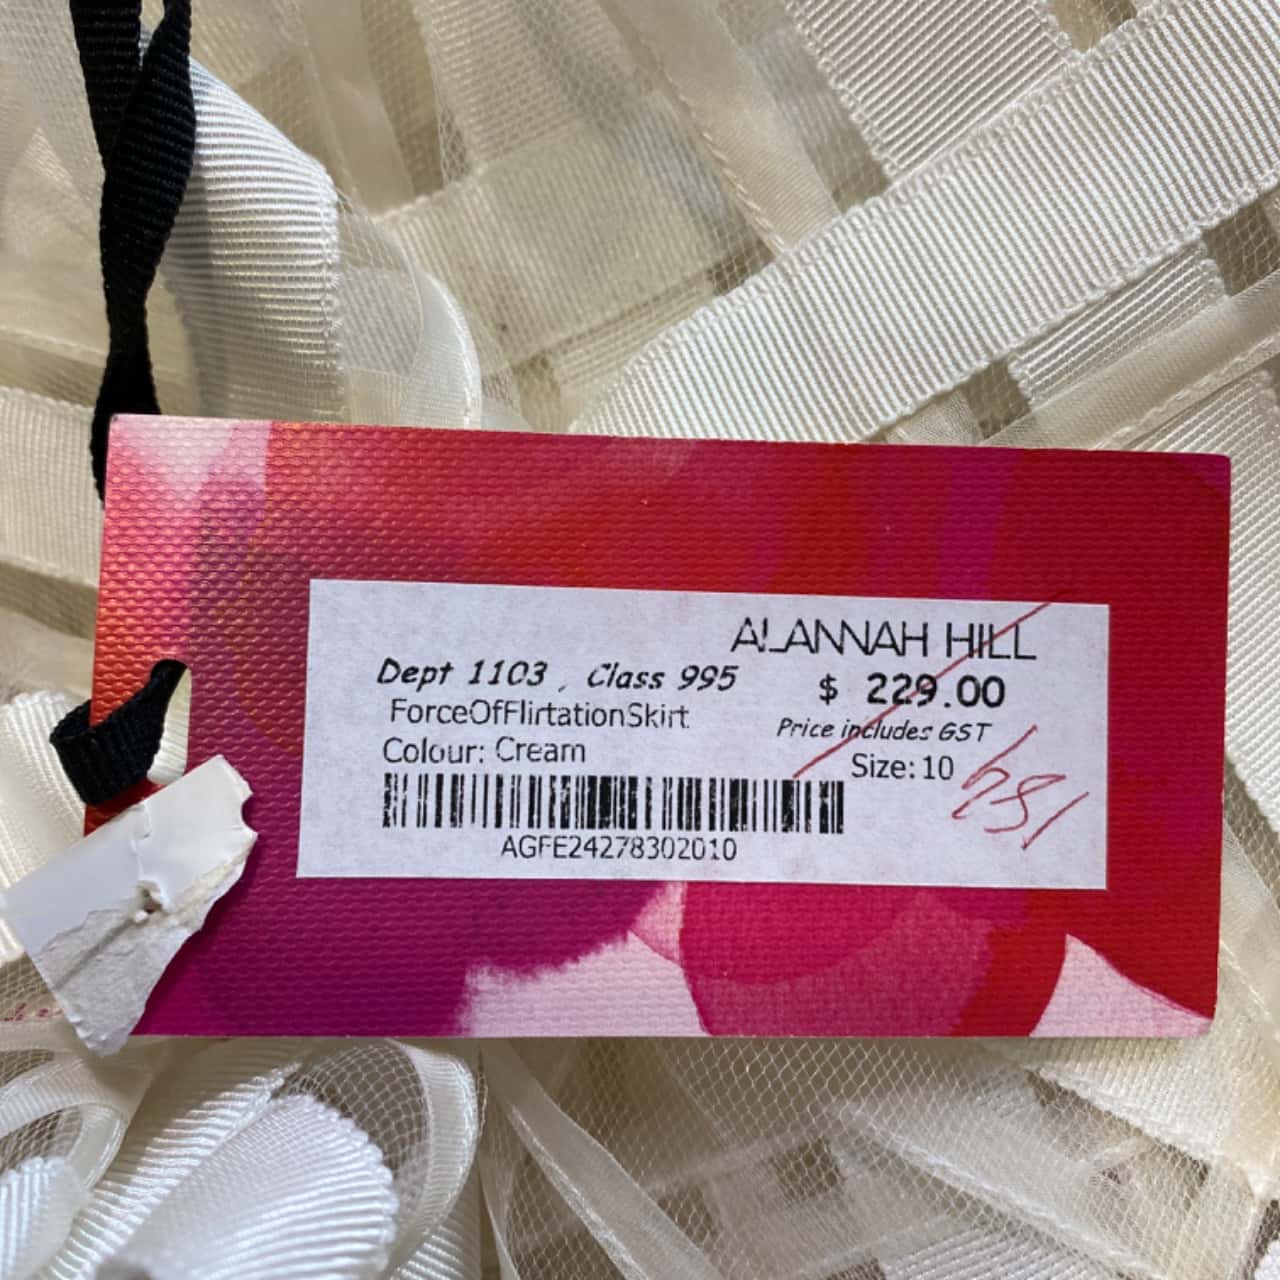 ALANNAH HILL
Dept 1103 , Class 995
$ 229.00
ForceOfFlirtationSkirt
Price includes GST
Colour: Cream
Size: 10
AGFE24278302010